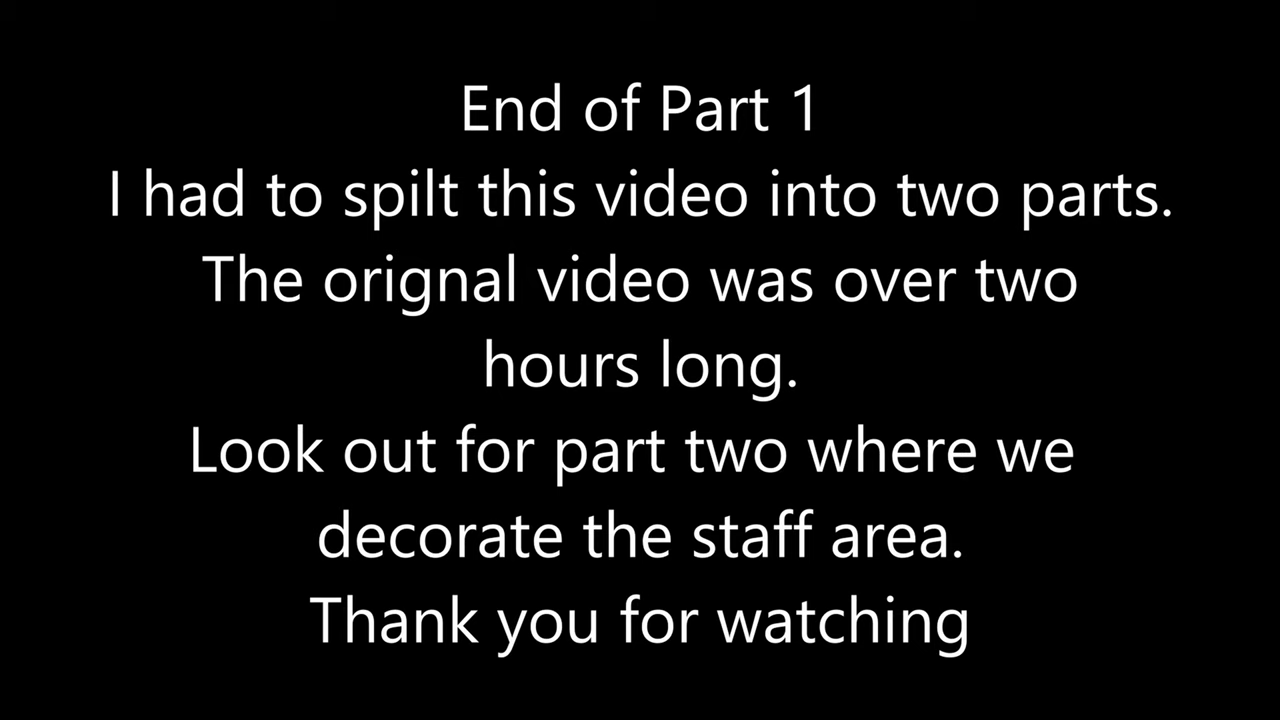 End of Part 1
I had to spilt this video into two parts.
The orignal video was over two
hours long.
Look out for part two where we
decorate the staff area.
Thank you for watching